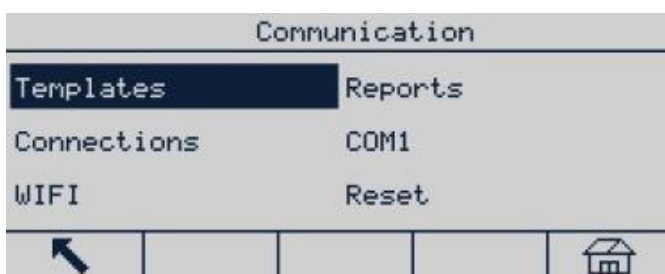 Communication
Templates
Reports
Connections
COM1
WIFI
Reset